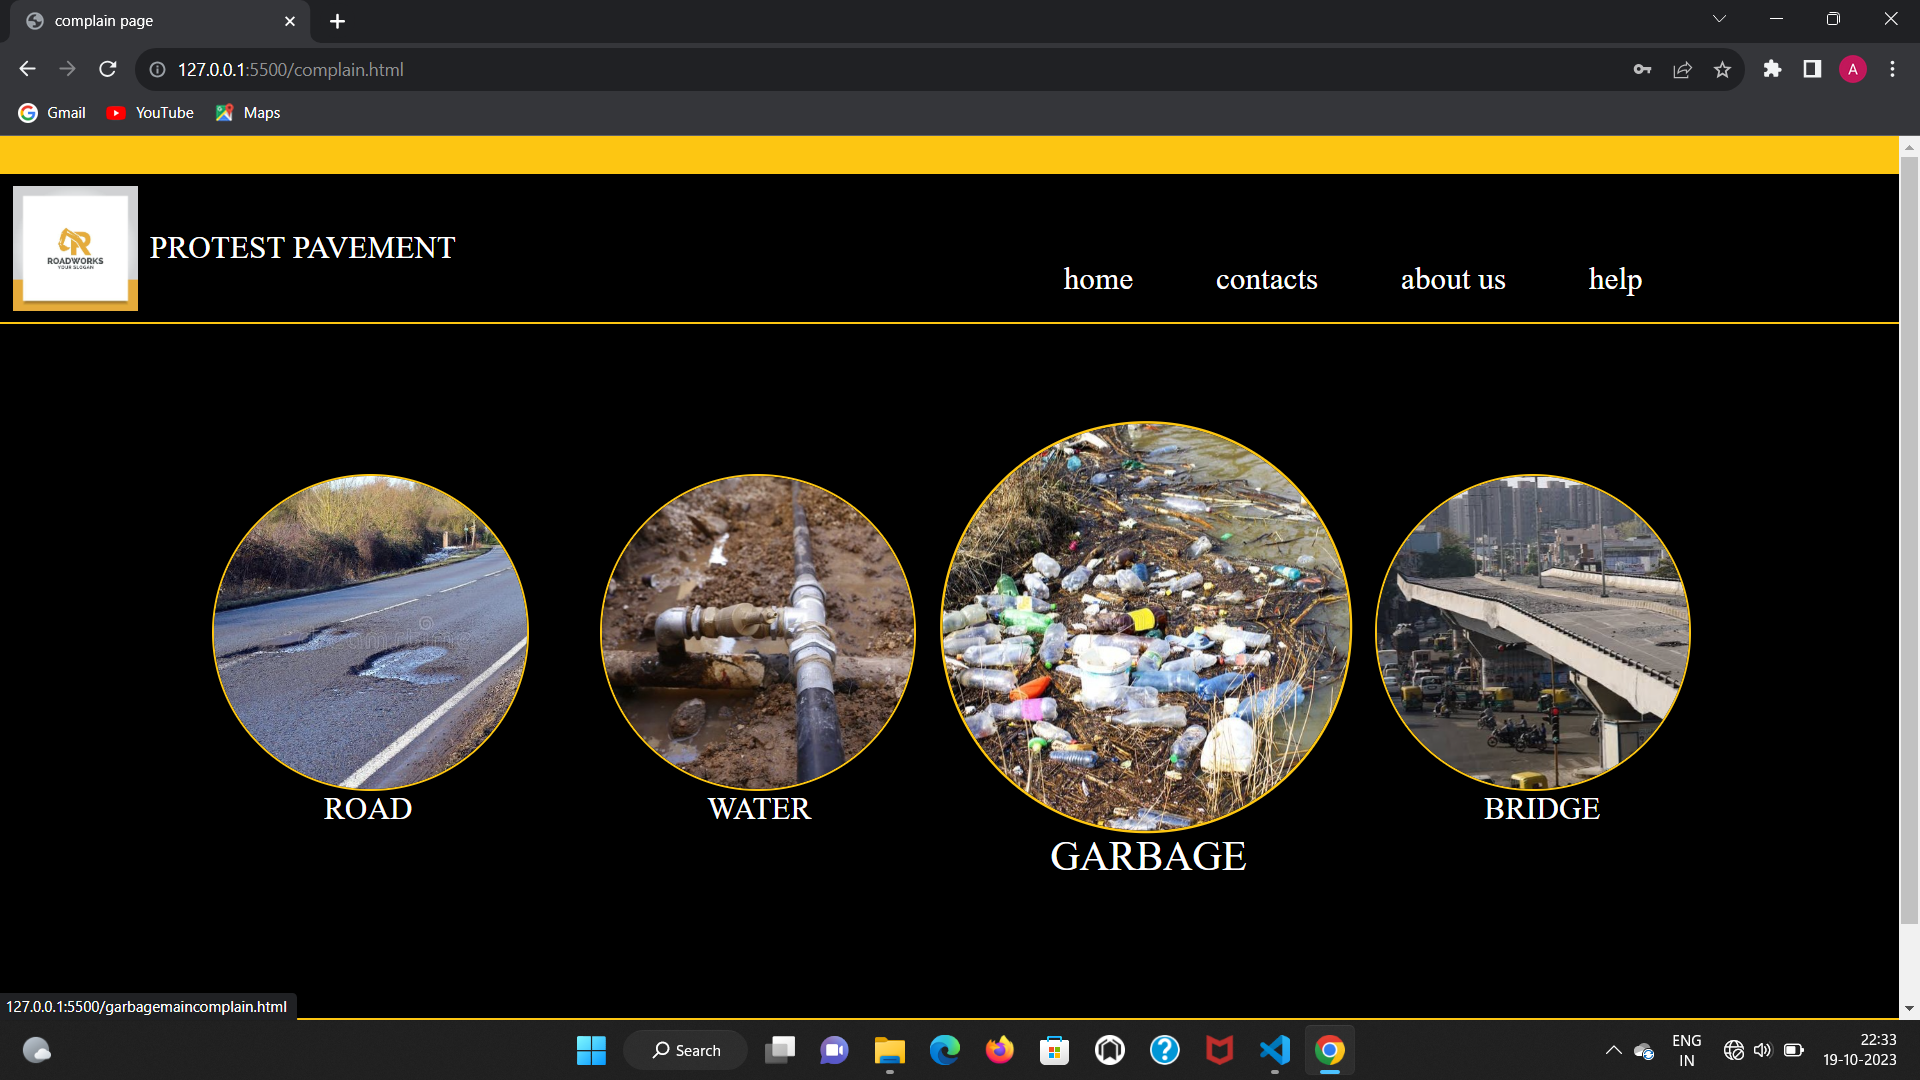 complain page
127.0.0.1:5500/complain.html
A
Gmail
YouTube
Maps
R
ROADWORKS
YOUR SLOGAN
PROTEST PAVEMENT
home
contacts
about us
help
ROAD
WATER
GARBAGE
BRIDGE
127.0.0.1:5500/garbagemaincomplain.html
Search
ENG
IN
22:33
19-10-2023